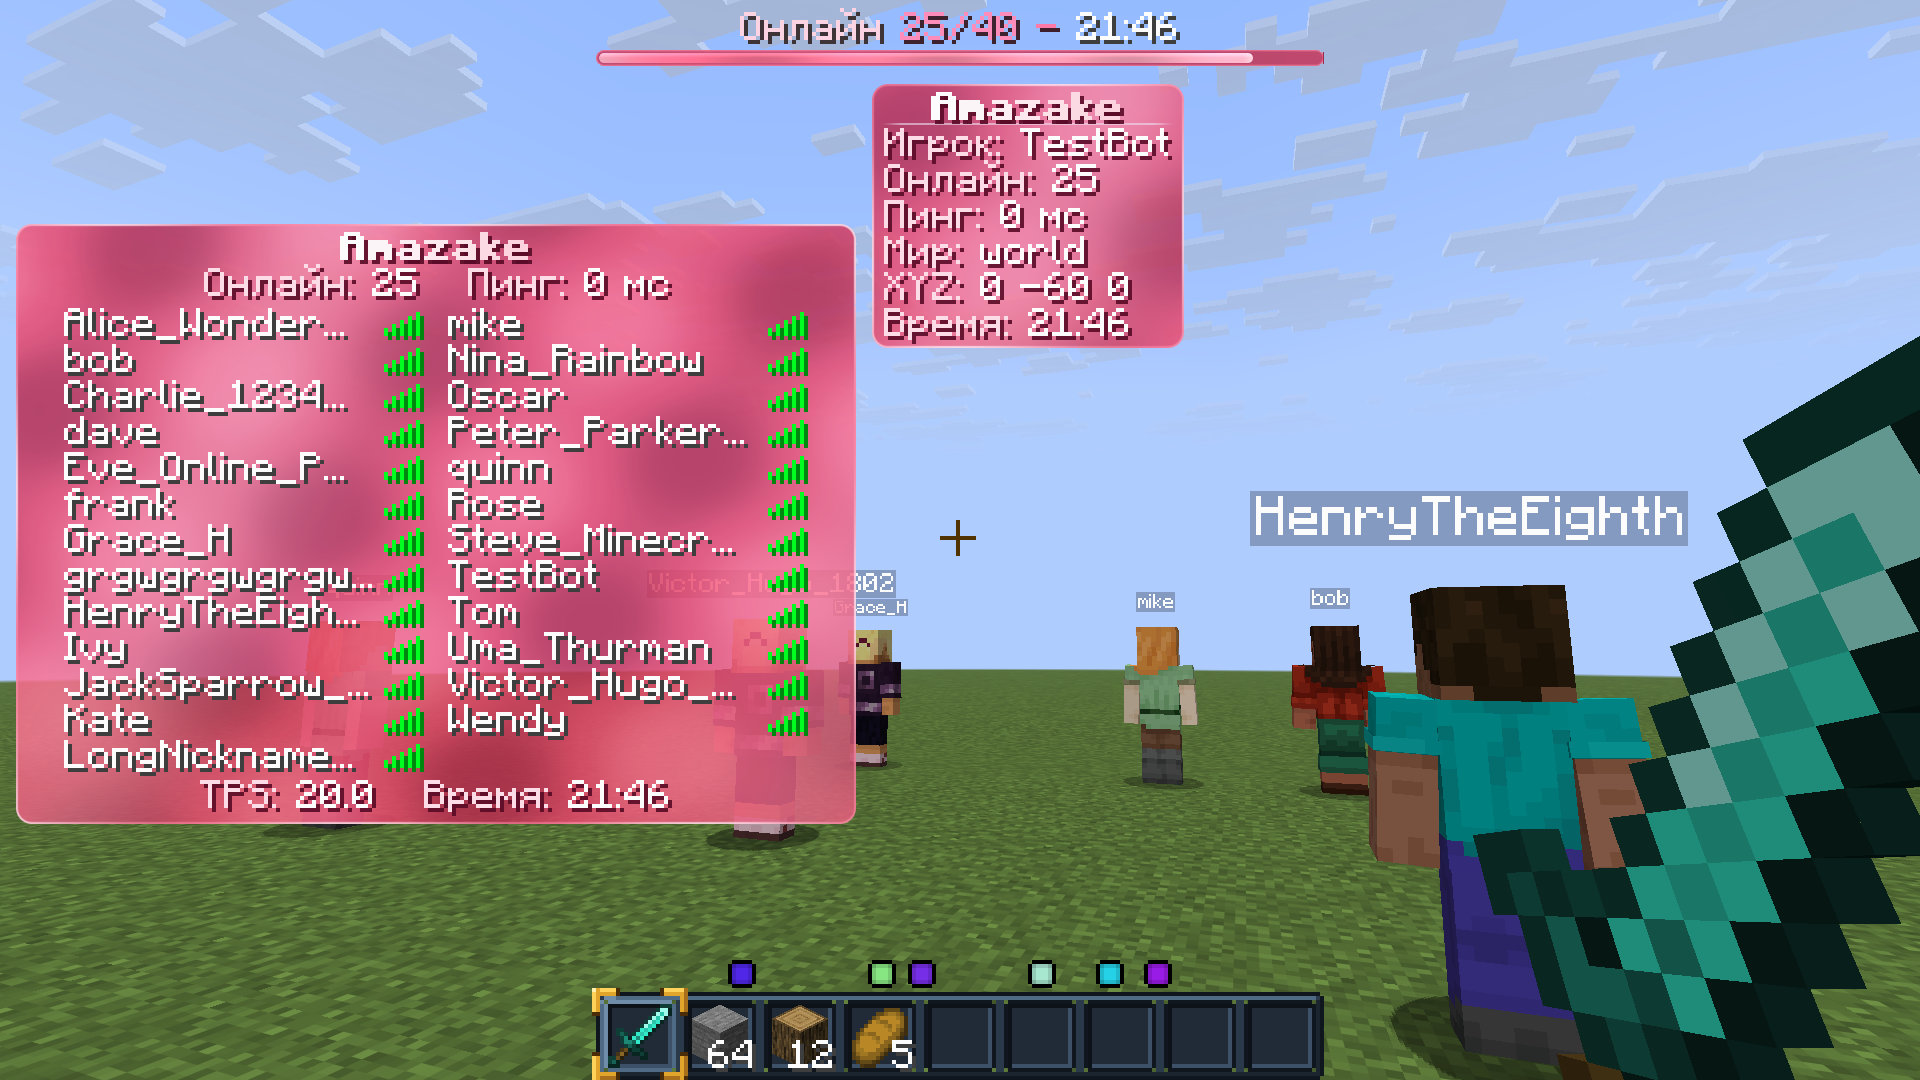 Онлайн 25/40 - 21:46
Amazake
Игрок: TestBot
Онлайн: 25
Пинг: 0 мс
Мир: world
XYZ: 0 -60 0
Время: 21:46
Amazake
Онлайн: 25 Пинг: 0 мс
Alice_Wonder... mike
bob Nina_Rainbow
Charlie_1234... Oscar
dave Peter_Parker...
Eve_Online_P... quinn
frank Rose
Grace_H Steve_Minecr...
grgwgrgwgrgw... TestBot
HenryTheEigh... Tom
Ivy Uma_Thurman
JackSparrow_... Victor_Hugo_...
Kate Wendy
LongNickname...
TPS: 20.0 Время: 21:46
HenryTheEighth
Victor_Hugo_1802
Grace_H
mike
bob
64 12 5